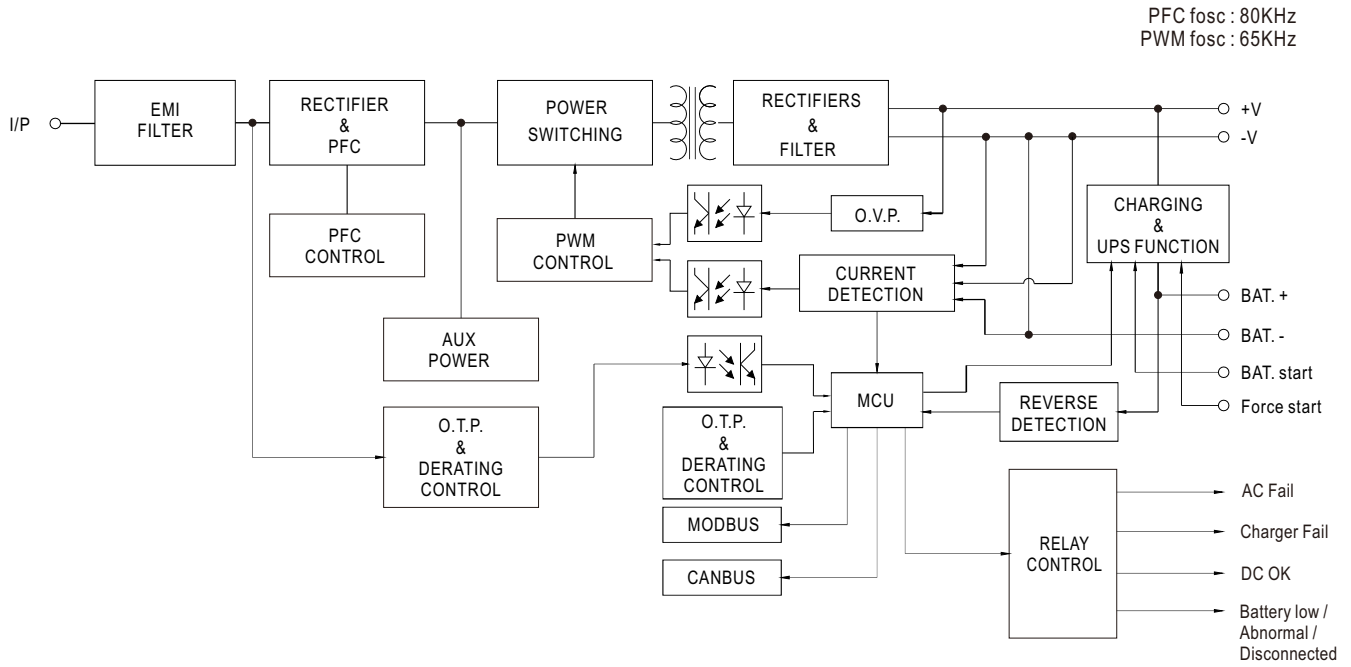 PFC fosc : 80KHz
PWM fosc : 65KHz
I/P
EMI
FILTER
RECTIFIER
&
PFC
POWER
SWITCHING
RECTIFIERS
&
FILTER
+V
-V
PFC
CONTROL
PWM
CONTROL
O.V.P.
CHARGING
&
UPS FUNCTION
CURRENT
DETECTION
BAT. +
BAT. -
BAT. start
Force start
AUX
POWER
MCU
REVERSE
DETECTION
O.T.P.
&
DERATING
CONTROL
O.T.P.
&
DERATING
CONTROL
MODBUS
CANBUS
RELAY
CONTROL
AC Fail
Charger Fail
DC OK
Battery low /
Abnormal /
Disconnected